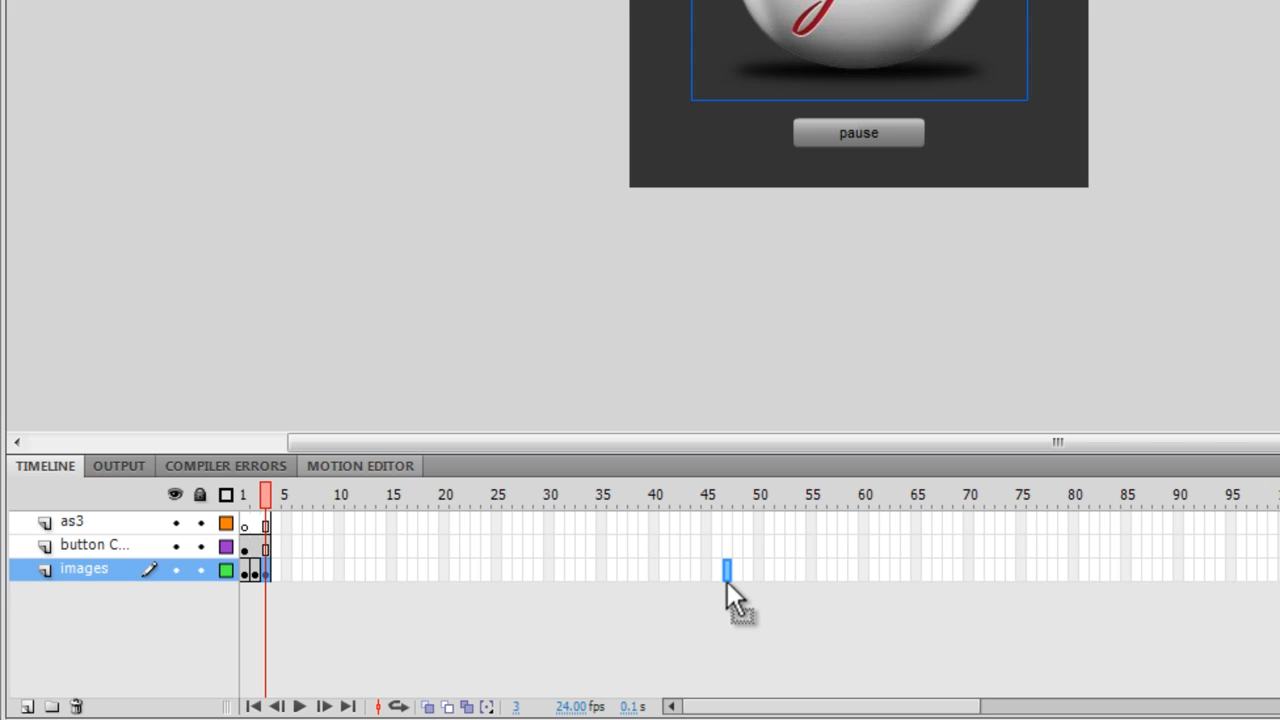 pause
TIMELINE OUTPUT COMPILER ERRORS MOTION EDITOR
1 5 10 15 20 25 30 35 40 45 50 55 60 65 70 75 80 85 90 95
as3
button C...
images
3 24.00 fps 0.1 s